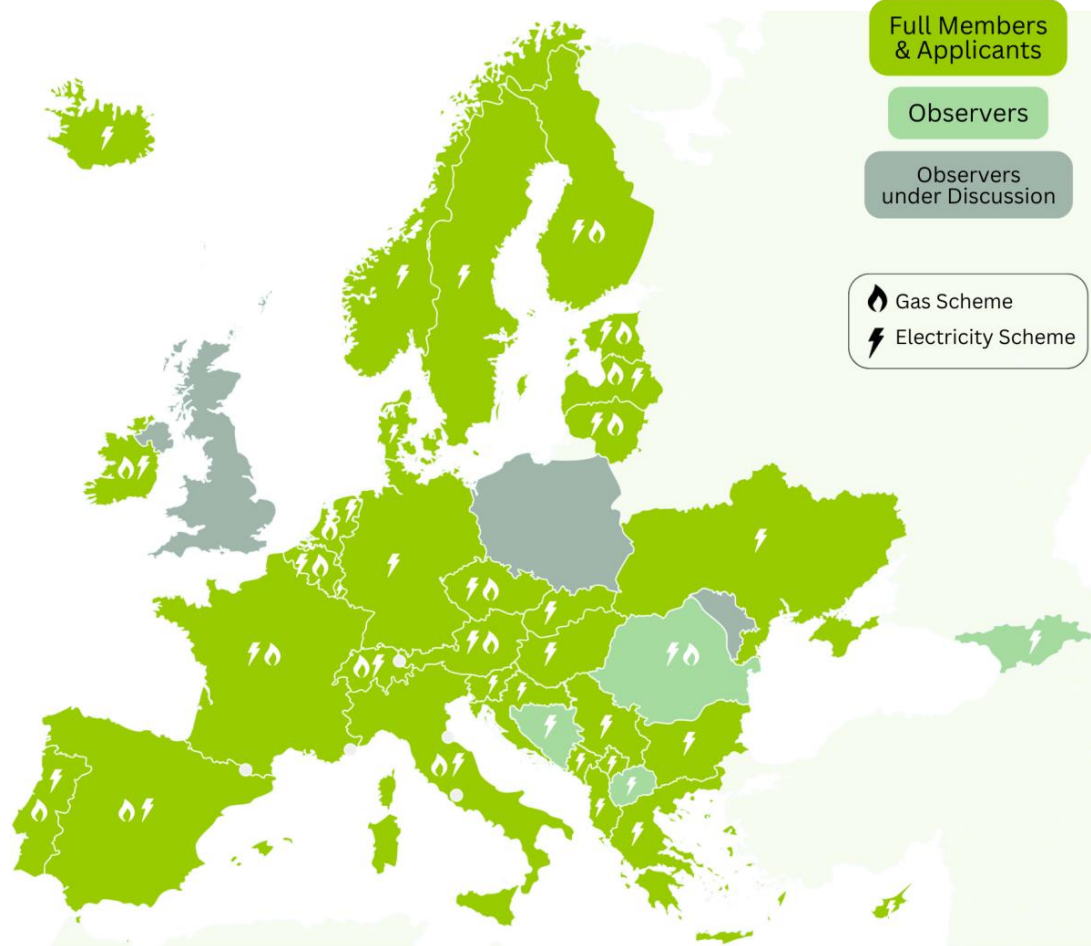 Full Members
& Applicants
Observers
Observers
under Discussion
Gas Scheme
Electricity Scheme